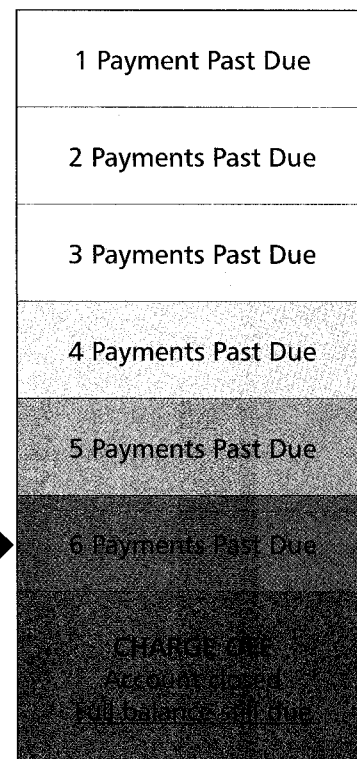 1 Payment Past Due
2 Payments Past Due
3 Payments Past Due
4 Payments Past Due
5 Payments Past Due
6 Payments Past Due
CHARGE OFF
Account closed
Full balance still due